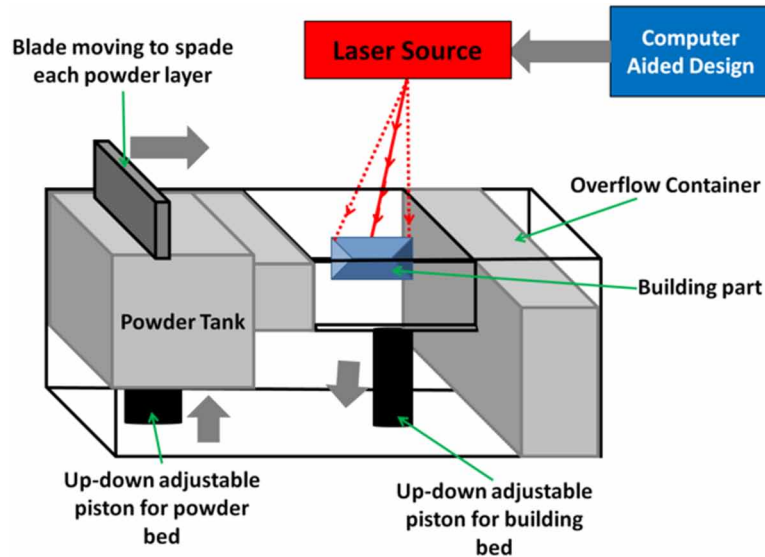 Blade moving to spade
each powder layer
Laser Source
Computer
Aided Design
Overflow Container
Building part
Powder Tank
Up-down adjustable
piston for powder
bed
Up-down adjustable
piston for building
bed